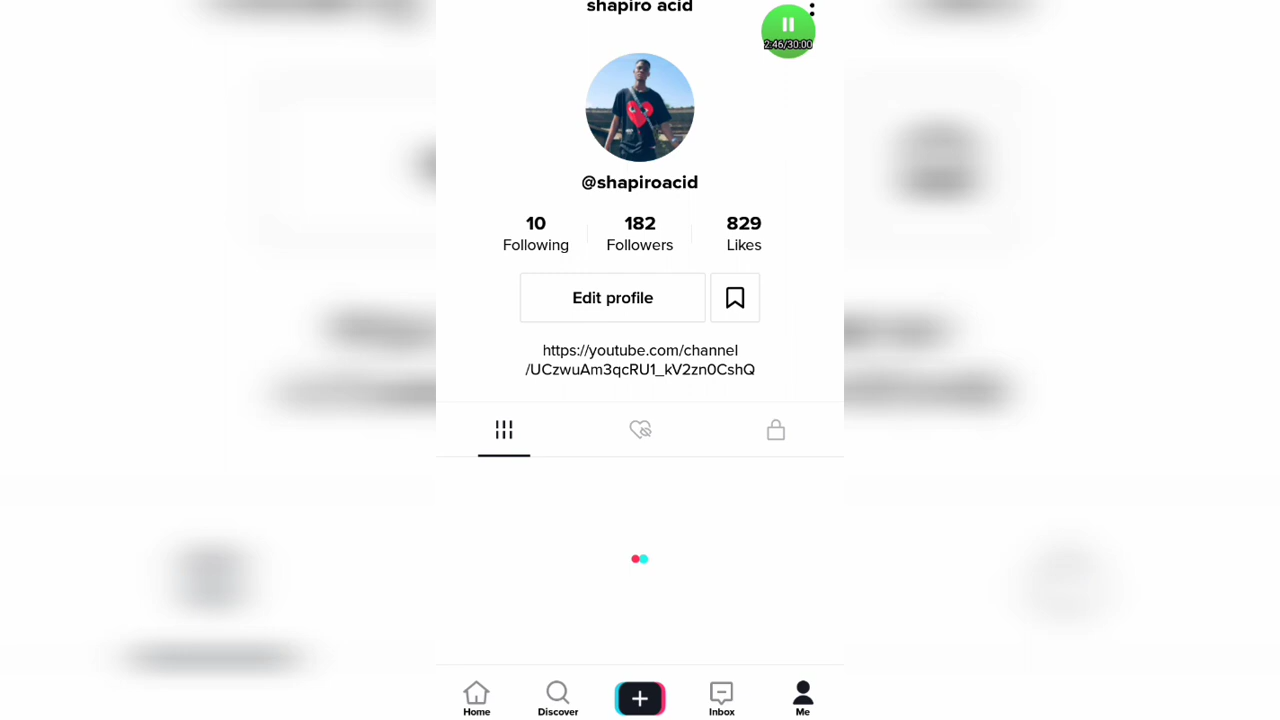 shapiro acid
2:46/30:00
@shapiroacid
10 182 829
Following Followers Likes
Edit profile
https://youtube.com/channel
/UCzwuAm3qcRU1_kV2zn0CshQ
Home Discover Inbox Me